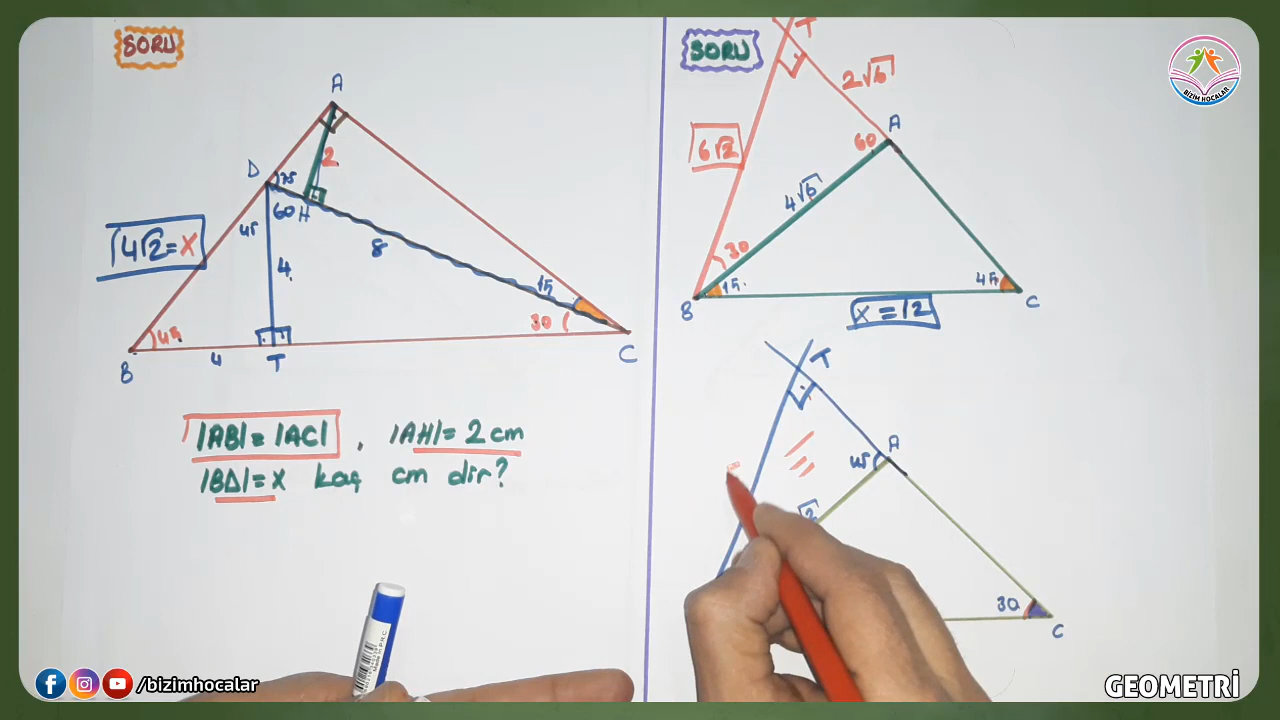 SORU
A
2
D
75
60
H
45
8
√4√2=X
4
15
30
45
B
4
T
C
|AB|=|AC| , |AH|=2 cm
|BD|=x kaç cm dir?
SORU
T
2√6
A
60
6√2
4√6
30
15
45
B
C
x=12
T
A
45
30
C
BİZİM HOCALAR
/bizimhocalar
GEOMETRİ